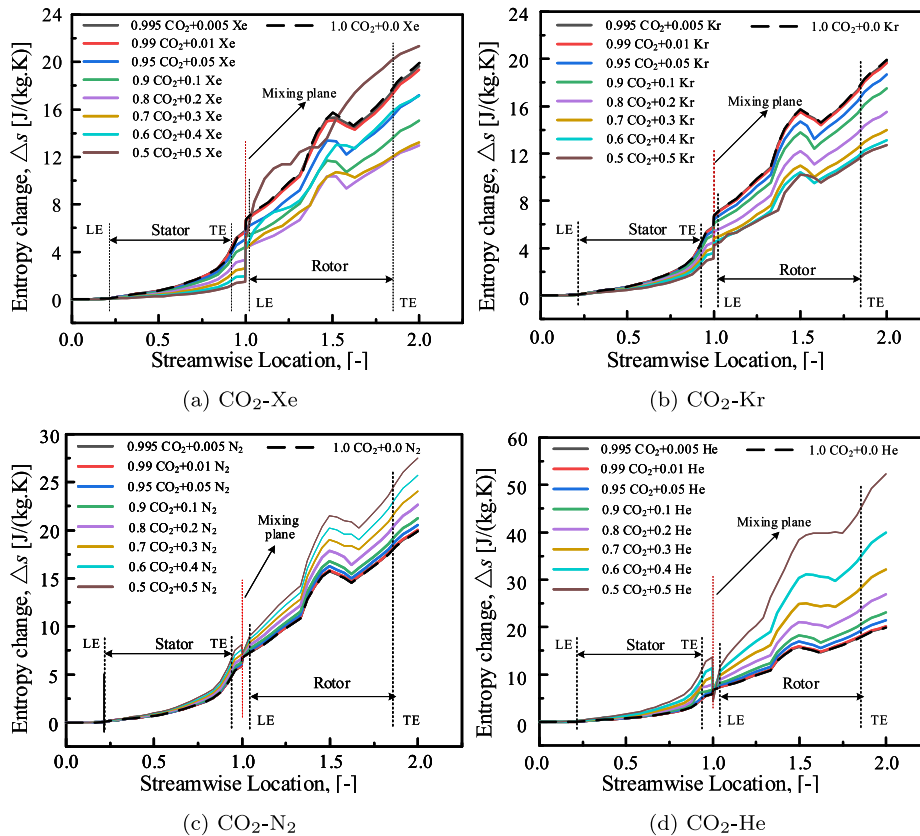 24
20
16
12
8
4
0
Entropy change, △s [J/(kg.K)]
0.995 CO₂+0.005 Xe
0.99 CO₂+0.01 Xe
0.95 CO₂+0.05 Xe
0.9 CO₂+0.1 Xe
0.8 CO₂+0.2 Xe
0.7 CO₂+0.3 Xe
0.6 CO₂+0.4 Xe
0.5 CO₂+0.5 Xe
1.0 CO₂+0.0 Xe
Mixing plane
LE
Stator
TE
Rotor
LE
TE
0.0 0.5 1.0 1.5 2.0
Streamwise Location, [-]
(a) CO₂-Xe
24
20
16
12
8
4
0
Entropy change, △s [J/(kg.K)]
0.995 CO₂+0.005 Kr
0.99 CO₂+0.01 Kr
0.95 CO₂+0.05 Kr
0.9 CO₂+0.1 Kr
0.8 CO₂+0.2 Kr
0.7 CO₂+0.3 Kr
0.6 CO₂+0.4 Kr
0.5 CO₂+0.5 Kr
1.0 CO₂+0.0 Kr
Mixing plane
LE
Stator
TE
Rotor
LE
TE
0.0 0.5 1.0 1.5 2.0
Streamwise Location, [-]
(b) CO₂-Kr
30
25
20
15
10
5
0
Entropy change, △s [J/(kg.K)]
0.995 CO₂+0.005 N₂
0.99 CO₂+0.01 N₂
0.95 CO₂+0.05 N₂
0.9 CO₂+0.1 N₂
0.8 CO₂+0.2 N₂
0.7 CO₂+0.3 N₂
0.6 CO₂+0.4 N₂
0.5 CO₂+0.5 N₂
1.0 CO₂+0.0 N₂
Mixing
plane
LE
Stator
TE
Rotor
LE
TE
0.0 0.5 1.0 1.5 2.0
Streamwise Location, [-]
(c) CO₂-N₂
60
50
40
30
20
10
0
Entropy change, △s [J/(kg.K)]
0.995 CO₂+0.005 He
0.99 CO₂+0.01 He
0.95 CO₂+0.05 He
0.9 CO₂+0.1 He
0.8 CO₂+0.2 He
0.7 CO₂+0.3 He
0.6 CO₂+0.4 He
0.5 CO₂+0.5 He
1.0 CO₂+0.0 He
Mixing plane
LE
Stator
TE
Rotor
LE
TE
0.0 0.5 1.0 1.5 2.0
Streamwise Location, [-]
(d) CO₂-He